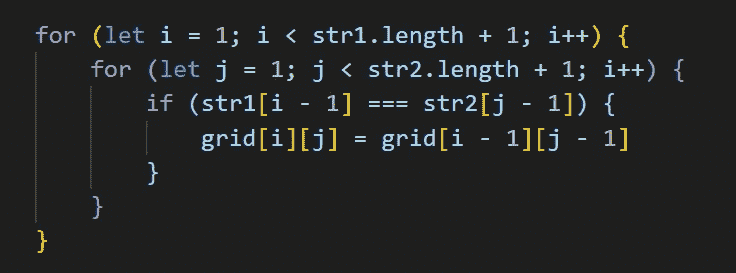 for (let i = 1; i < str1.length + 1; i++) {
for (let j = 1; j < str2.length + 1; i++) {
if (str1[i - 1] === str2[j - 1]) {
grid[i][j] = grid[i - 1][j - 1]
}
}
}